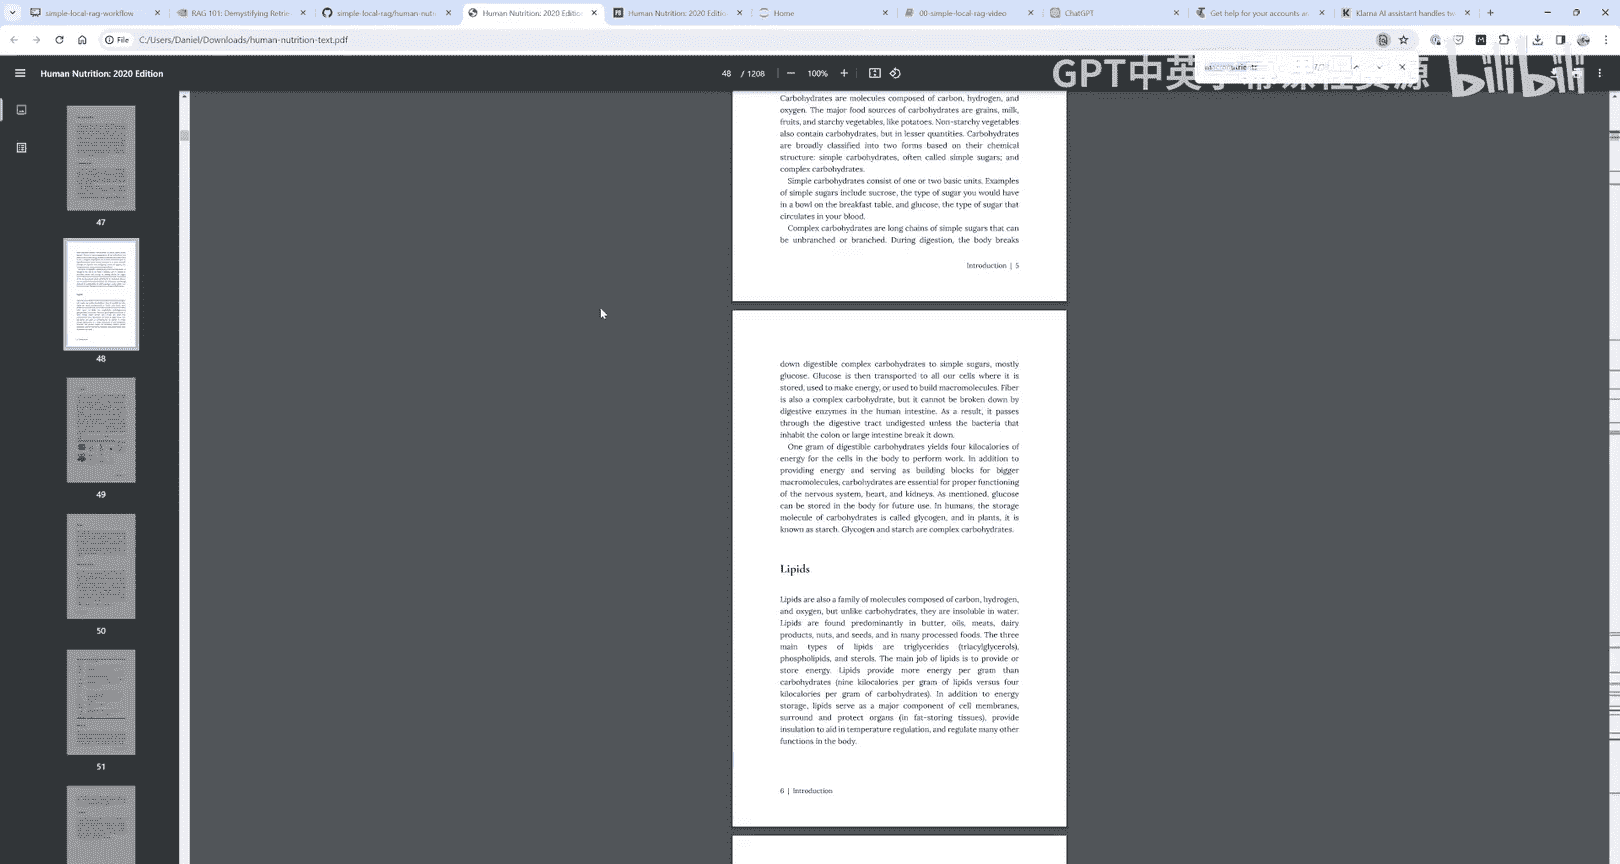 simple-local-rag-workflow
RAG 101: Demystifying Retrie
simple-local-rag/human-nutr
Human Nutrition: 2020 Editio
Human Nutrition: 2020 Editio
Home
00-simple-local-rag-video
ChatGPT
Get help for your accounts a
Klarna AI assistant handles tw
File
C:/Users/Daniel/Downloads/human-nutrition-text.pdf
Human Nutrition: 2020 Edition
48 / 1208
100%
GPT中英字幕课程资源
bilibili
47
48
49
50
51
Carbohydrates are molecules composed of carbon, hydrogen, and
oxygen. The major food sources of carbohydrates are grains, milk,
fruits, and starchy vegetables, like potatoes. Non-starchy vegetables
also contain carbohydrates, but in lesser quantities. Carbohydrates
are broadly classified into two forms based on their chemical
structure: simple carbohydrates, often called simple sugars; and
complex carbohydrates.
Simple carbohydrates consist of one or two basic units. Examples
of simple sugars include sucrose, the type of sugar you would have
in a bowl on the breakfast table, and glucose, the type of sugar that
circulates in your blood.
Complex carbohydrates are long chains of simple sugars that can
be unbranched or branched. During digestion, the body breaks
Introduction | 5
down digestible complex carbohydrates to simple sugars, mostly
glucose. Glucose is then transported to all our cells where it is
stored, used to make energy, or used to build macromolecules. Fiber
is also a complex carbohydrate, but it cannot be broken down by
digestive enzymes in the human intestine. As a result, it passes
through the digestive tract undigested unless the bacteria that
inhabit the colon or large intestine break it down.
One gram of digestible carbohydrates yields four kilocalories of
energy for the cells in the body to perform work. In addition to
providing energy and serving as building blocks for bigger
macromolecules, carbohydrates are essential for proper functioning
of the nervous system, heart, and kidneys. As mentioned, glucose
can be stored in the body for future use. In humans, the storage
molecule of carbohydrates is called glycogen, and in plants, it is
known as starch. Glycogen and starch are complex carbohydrates.
Lipids
Lipids are also a family of molecules composed of carbon, hydrogen,
and oxygen, but unlike carbohydrates, they are insoluble in water.
Lipids are found predominantly in butter, oils, meats, dairy
products, nuts, and seeds, and in many processed foods. The three
main types of lipids are triglycerides (triacylglycerols),
phospholipids, and sterols. The main job of lipids is to provide or
store energy. Lipids provide more energy per gram than
carbohydrates (nine kilocalories per gram of lipids versus four
kilocalories per gram of carbohydrates). In addition to energy
storage, lipids serve as a major component of cell membranes,
surround and protect organs (in fat-storing tissues), provide
insulation to aid in temperature regulation, and regulate many other
functions in the body.
6 | Introduction